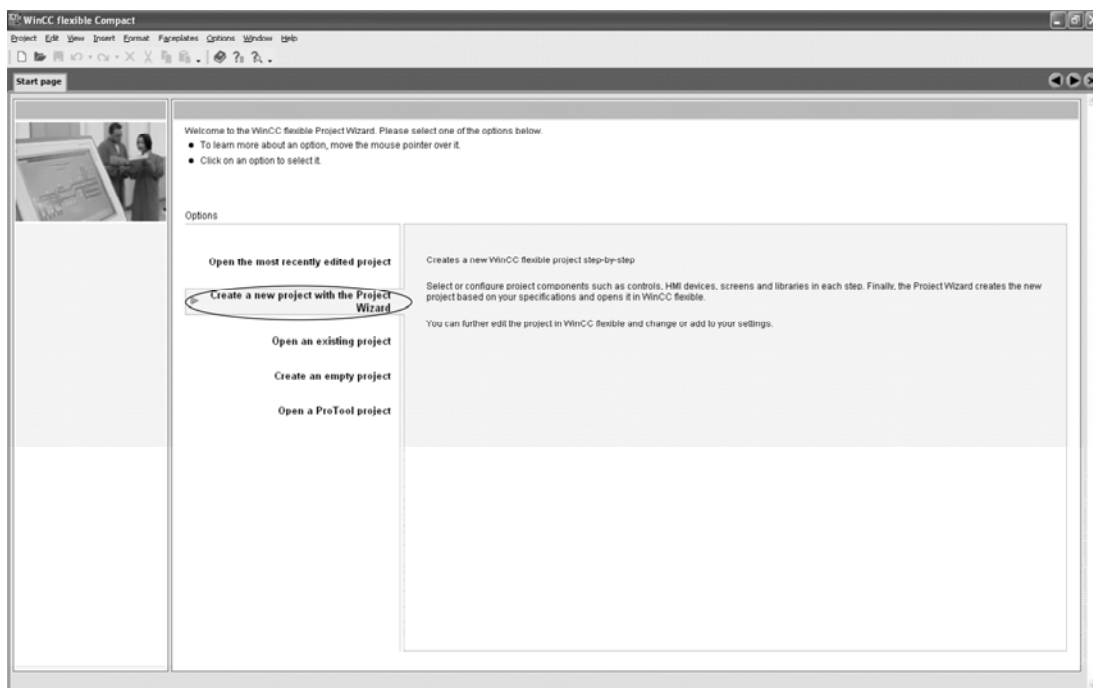 WinCC flexible Compact
Project Edit View Insert Format Faceplates Options Window Help
Start page
Welcome to the WinCC flexible Project Wizard. Please select one of the options below.
• To learn more about an option, move the mouse pointer over it.
• Click on an option to select it.
Options
Open the most recently edited project
Create a new project with the Project
Wizard
Open an existing project
Create an empty project
Open a ProTool project
Creates a new WinCC flexible project step-by-step
Select or configure project components such as controls, HMI devices, screens and libraries in each step. Finally, the Project Wizard creates the new
project based on your specifications and opens it in WinCC flexible.
You can further edit the project in WinCC flexible and change or add to your settings.